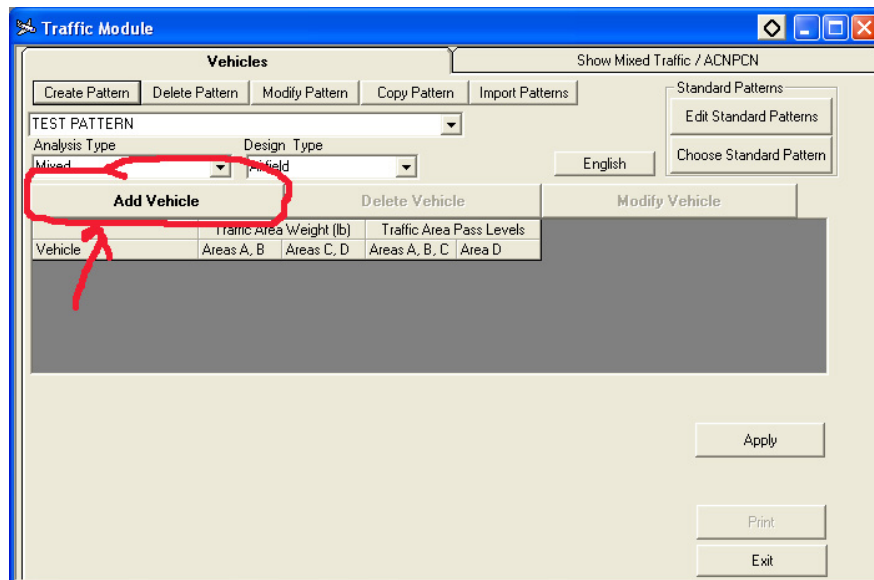 Traffic Module
Vehicles
Show Mixed Traffic / ACNPCN
Create Pattern
Delete Pattern
Modify Pattern
Copy Pattern
Import Patterns
Standard Patterns
Edit Standard Patterns
TEST PATTERN
Analysis Type
Design Type
Mixed
Airfield
English
Choose Standard Pattern
Add Vehicle
Delete Vehicle
Modify Vehicle
Traffic Area Weight (lb)
Traffic Area Pass Levels
Vehicle
Areas A, B
Areas C, D
Areas A, B, C
Area D
Apply
Print
Exit